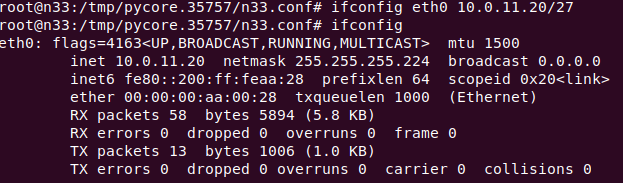 root@n33:/tmp/pycore.35757/n33.conf# ifconfig eth0 10.0.11.20/27
root@n33:/tmp/pycore.35757/n33.conf# ifconfig
eth0: flags=4163<UP,BROADCAST,RUNNING,MULTICAST>  mtu 1500
        inet 10.0.11.20  netmask 255.255.255.224  broadcast 0.0.0.0
        inet6 fe80::200:ff:feaa:28  prefixlen 64  scopeid 0x20<link>
        ether 00:00:00:aa:00:28  txqueuelen 1000  (Ethernet)
        RX packets 58  bytes 5894 (5.8 KB)
        RX errors 0  dropped 0  overruns 0  frame 0
        TX packets 13  bytes 1006 (1.0 KB)
        TX errors 0  dropped 0 overruns 0  carrier 0  collisions 0